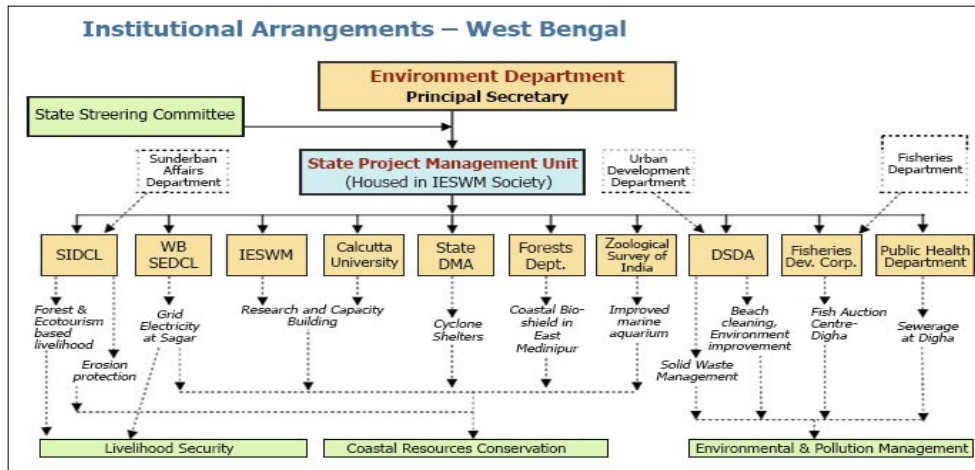 Institutional Arrangements – West Bengal
Environment Department
Principal Secretary
State Streering Committee
Sunderban
Affairs
Department
State Project Management Unit
(Housed in IESWM Society)
Urban
Development
Department
Fisheries
Department
SIDCL
WB
SEDCL
IESWM
Calcutta
University
State
DMA
Forests
Dept.
Zoological
Survey of
India
DSDA
Fisheries
Dev. Corp.
Public Health
Department
Forest &
Ecotourism
based
livelihood
Erosion
protection
Grid
Electricity
at Sagar
Research and Capacity
Building
Cyclone
Shelters
Coastal Bio-
shield in
East
Medinipur
Improved
marine
aquarium
Solid Waste
Management
Beach
cleaning,
Environment
improvement
Fish Auction
Centre-
Digha
Sewerage
at Digha
Livelihood Security
Coastal Resources Conservation
Environmental & Pollution Management